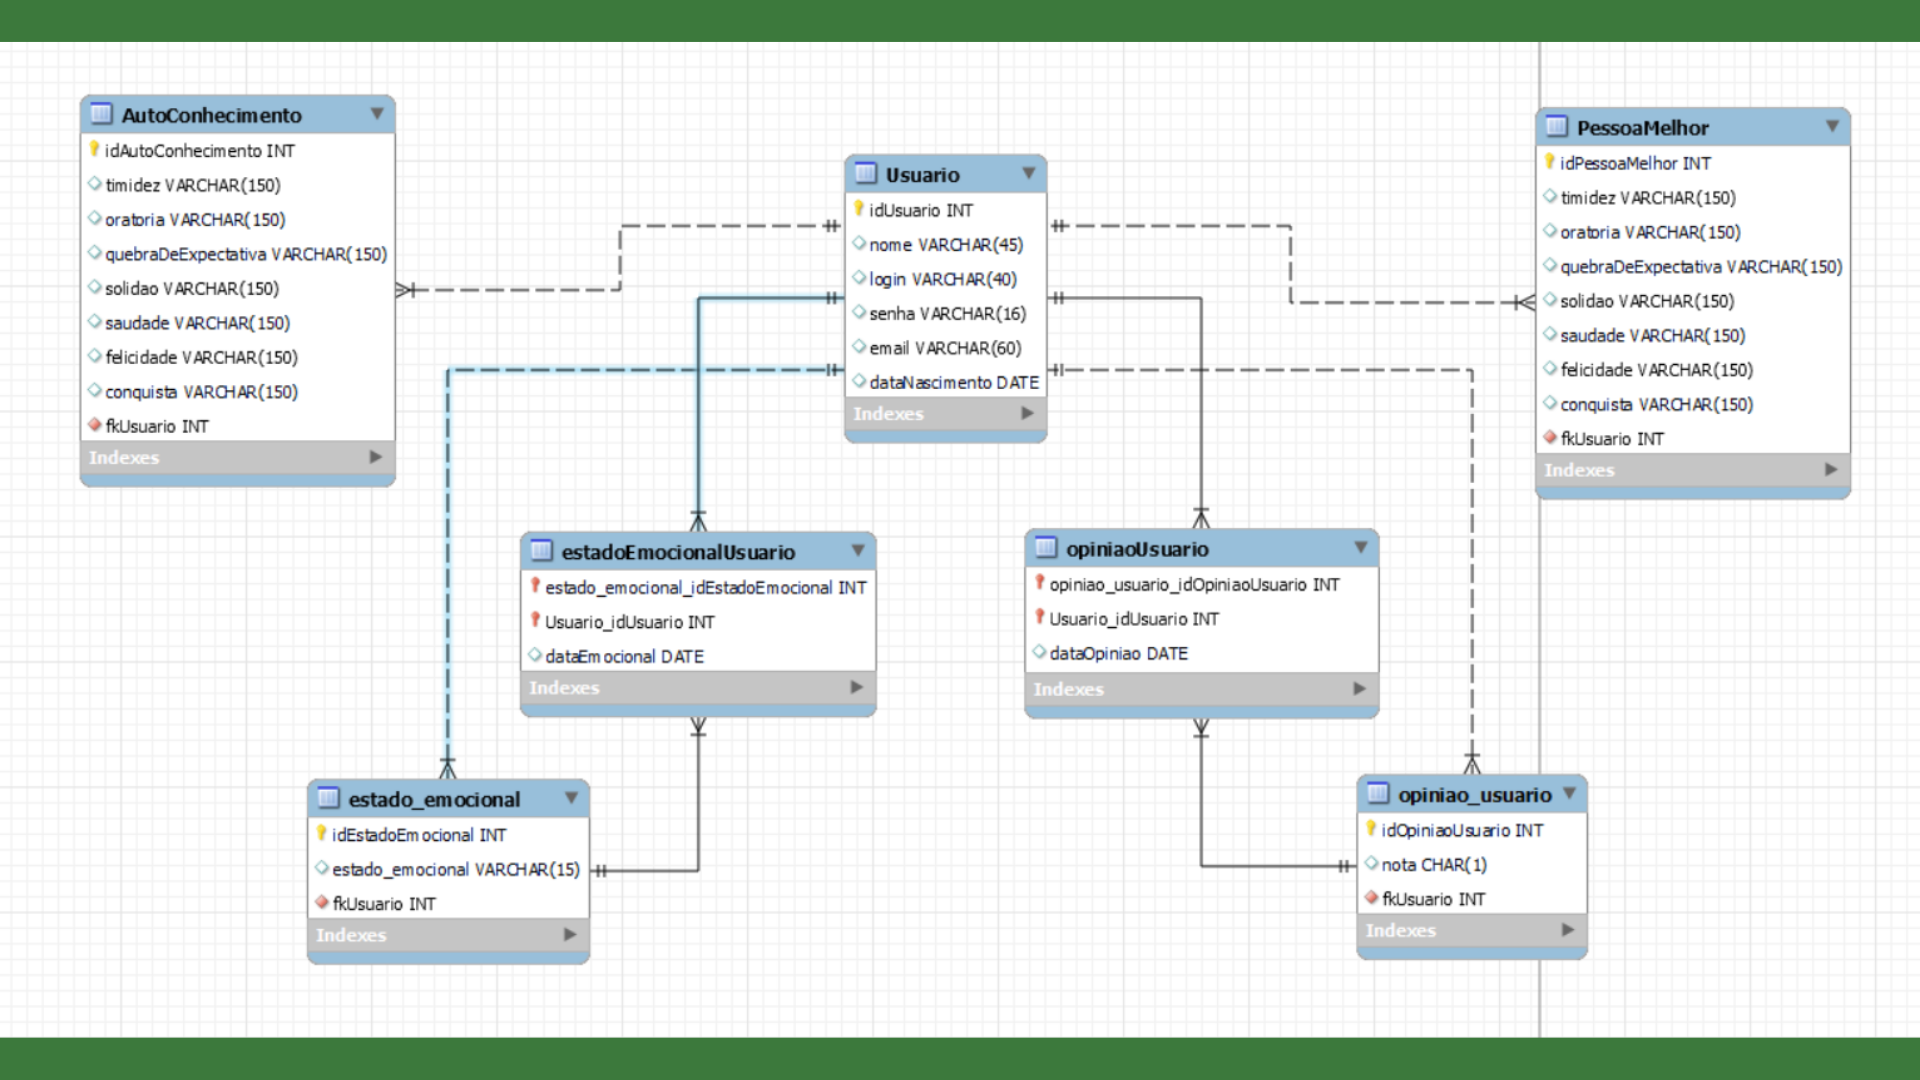 AutoConhecimento
idAutoConhecimento INT
timidez VARCHAR(150)
oratoria VARCHAR(150)
quebraDeExpectativa VARCHAR(150)
solidao VARCHAR(150)
saudade VARCHAR(150)
felicidade VARCHAR(150)
conquista VARCHAR(150)
fkUsuario INT
Indexes
Usuario
idUsuario INT
nome VARCHAR(45)
login VARCHAR(40)
senha VARCHAR(16)
email VARCHAR(60)
dataNascimento DATE
Indexes
PessoaMelhor
idPessoaMelhor INT
timidez VARCHAR(150)
oratoria VARCHAR(150)
quebraDeExpectativa VARCHAR(150)
solidao VARCHAR(150)
saudade VARCHAR(150)
felicidade VARCHAR(150)
conquista VARCHAR(150)
fkUsuario INT
Indexes
estadoEmocionalUsuario
estado_emocional_idEstadoEmocional INT
Usuario_idUsuario INT
dataEmocional DATE
Indexes
opiniaoUsuario
opiniao_usuario_idOpiniaoUsuario INT
Usuario_idUsuario INT
dataOpiniao DATE
Indexes
estado_emocional
idEstadoEmocional INT
estado_emocional VARCHAR(15)
fkUsuario INT
Indexes
opiniao_usuario
idOpiniaoUsuario INT
nota CHAR(1)
fkUsuario INT
Indexes